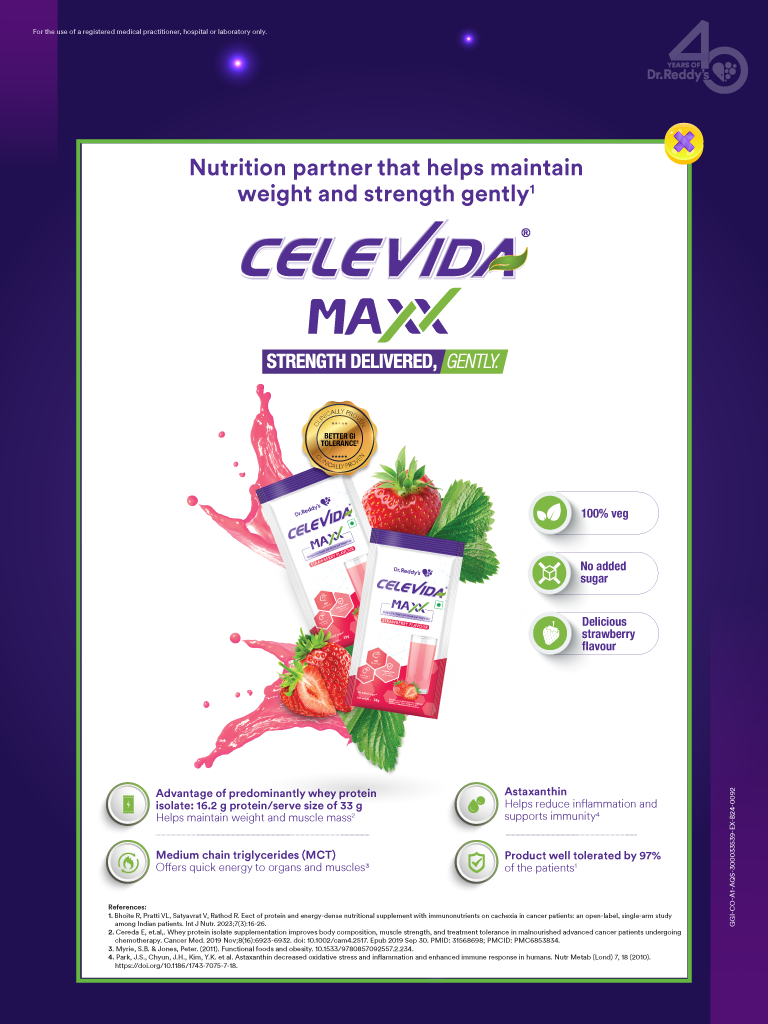 For the use of a registered medical practitioner, hospital or laboratory only.
40
YEARS OF
Dr.Reddy's
Nutrition partner that helps maintain
weight and strength gently1
CELEVIDA®
MAXX
STRENGTH DELIVERED, GENTLY.
CLINICALLY PROVEN
BETTER GI
TOLERANCE1
CLINICALLY PROVEN
Dr.Reddy's
CELEVIDA
MAXX
STRAWBERRY FLAVOUR
Dr.Reddy's
CELEVIDA
MAXX
STRAWBERRY FLAVOUR
100% veg
No added
sugar
Delicious
strawberry
flavour
Advantage of predominantly whey protein
isolate: 16.2 g protein/serve size of 33 g
Helps maintain weight and muscle mass2
Medium chain triglycerides (MCT)
Offers quick energy to organs and muscles3
Astaxanthin
Helps reduce inflammation and
supports immunity4
Product well tolerated by 97%
of the patients1
References:
1. Bhoite R, Pratti VL, Satyavrat V, Rathod R. Eect of protein and energy-dense nutritional supplement with immunonutrients on cachexia in cancer patients: an open-label, single-arm study
among Indian patients. Int J Nutr. 2023;7(3):16-26.
2. Cereda E, et.al,. Whey protein isolate supplementation improves body composition, muscle strength, and treatment tolerance in malnourished advanced cancer patients undergoing
chemotherapy. Cancer Med. 2019 Nov;8(16):6923-6932. doi: 10.1002/cam4.2517. Epub 2019 Sep 30. PMID: 31568698; PMCID: PMC6853834.
3. Myrie, S.B. & Jones, Peter. (2011). Functional foods and obesity. 10.1533/9780857092557.2.234.
4. Park, J.S., Chyun, J.H., Kim, Y.K. et al. Astaxanthin decreased oxidative stress and inflammation and enhanced immune response in humans. Nutr Metab (Lond) 7, 18 (2010).
https://doi.org/10.1186/1743-7075-7-18.
GGI-CO-A1-AQS-300033539-EX-B24-0092